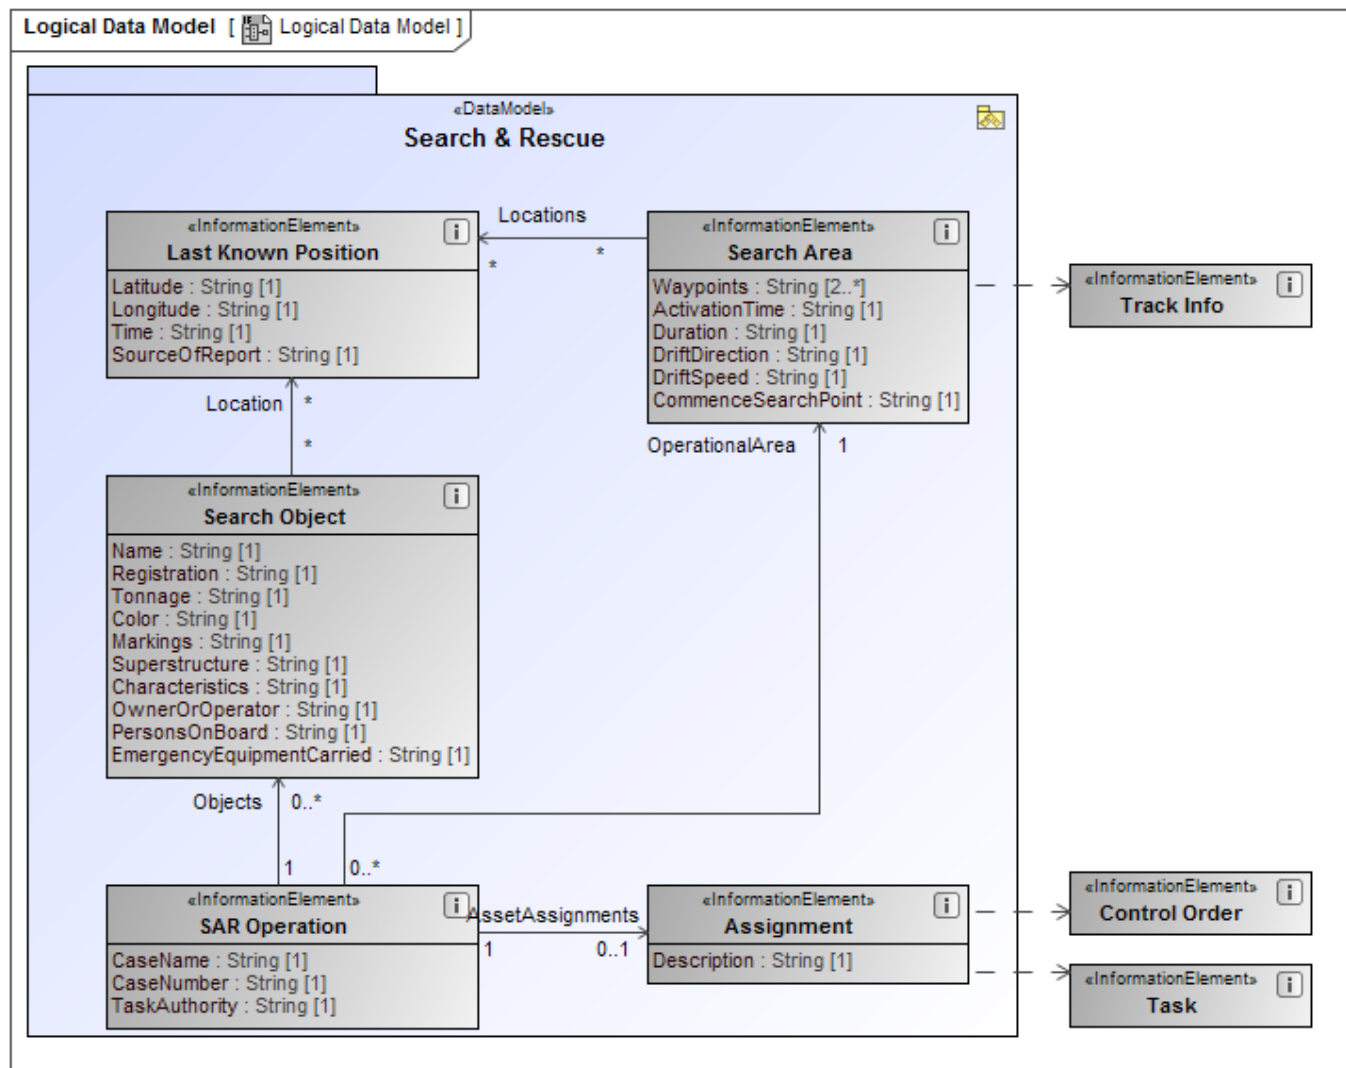 Logical Data Model [ Logical Data Model ]
«DataModel»
Search & Rescue
«InformationElement»
Last Known Position
Latitude : String [1]
Longitude : String [1]
Time : String [1]
SourceOfReport : String [1]
Locations
*
*
«InformationElement»
Search Area
Waypoints : String [2..*]
ActivationTime : String [1]
Duration : String [1]
DriftDirection : String [1]
DriftSpeed : String [1]
CommenceSearchPoint : String [1]
«InformationElement»
Track Info
Location *
*
OperationalArea 1
«InformationElement»
Search Object
Name : String [1]
Registration : String [1]
Tonnage : String [1]
Color : String [1]
Markings : String [1]
Superstructure : String [1]
Characteristics : String [1]
OwnerOrOperator : String [1]
PersonsOnBoard : String [1]
EmergencyEquipmentCarried : String [1]
Objects 0..*
1 0..*
«InformationElement»
SAR Operation
CaseName : String [1]
CaseNumber : String [1]
TaskAuthority : String [1]
AssetAssignments
1 0..1
«InformationElement»
Assignment
Description : String [1]
«InformationElement»
Control Order
«InformationElement»
Task